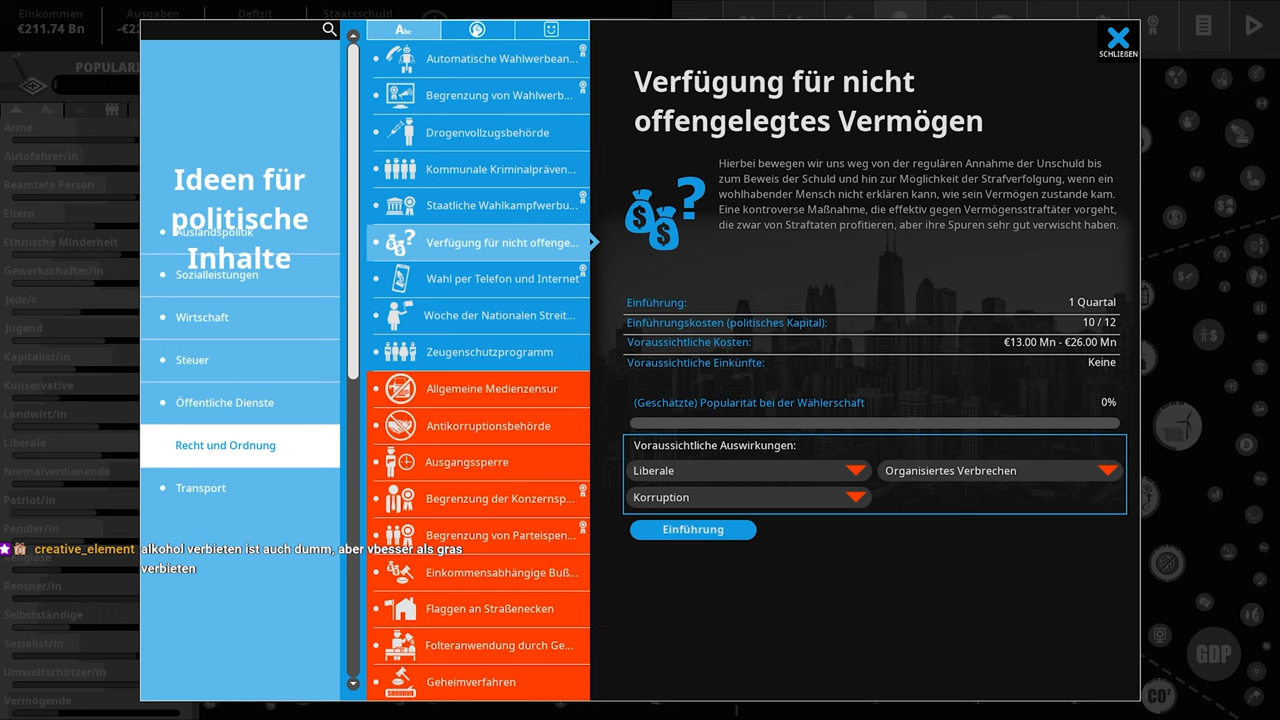 Einkommen
Ausgaben
Defizit
Staatsschuld
€211.74 Bn
-€22
POPULARI
Arme
Autofahrer/in
Beamtete Person
Eltern
Ethnische Minderheit
Gewerkschafter/in
Jede/r
Jugend
Kapitalist/in
Konservative
Landwirt/in
Liberale
Normalverdienende
Patriot/in
Pendler/in
Religiöse
Rentner/in
Selbstständige
Sozialist/in
Umweltschützer/in
Vermögende
Ideen für
politische
Inhalte
Auslandspolitik
Sozialleistungen
Wirtschaft
Steuer
Öffentliche Dienste
Recht und Ordnung
Transport
Abc
Automatische Wahlwerbean...
Begrenzung von Wahlwerb...
Drogenvollzugsbehörde
Kommunale Kriminalpräven...
Staatliche Wahlkampfwerbu...
Verfügung für nicht offenge...
Wahl per Telefon und Internet
Woche der Nationalen Streit...
Zeugenschutzprogramm
Allgemeine Medienzensur
Antikorruptionsbehörde
Ausgangssperre
Begrenzung der Konzernsp...
Begrenzung von Parteispen...
Einkommensabhängige Buß...
Flaggen an Straßenecken
Folteranwendung durch Ge...
Geheimverfahren
SCHLIEẞEN
Verfügung für nicht
offengelegtes Vermögen
Hierbei bewegen wir uns weg von der regulären Annahme der Unschuld bis
zum Beweis der Schuld und hin zur Möglichkeit der Strafverfolgung, wenn ein
wohlhabender Mensch nicht erklären kann, wie sein Vermögen zustande kam.
Eine kontroverse Maßnahme, die effektiv gegen Vermögensstraftäter vorgeht,
die zwar von Straftaten profitieren, aber ihre Spuren sehr gut verwischt haben.
Einführung: 1 Quartal
Einführungskosten (politisches Kapital): 10 / 12
Voraussichtliche Kosten: €13.00 Mn - €26.00 Mn
Voraussichtliche Einkünfte: Keine
(Geschätzte) Popularität bei der Wählerschaft 0%
Voraussichtliche Auswirkungen:
Liberale
Organisiertes Verbrechen
Korruption
Einführung
creative_element alkohol verbieten ist auch dumm, aber vbesser als gras
verbieten
GDP
CO²